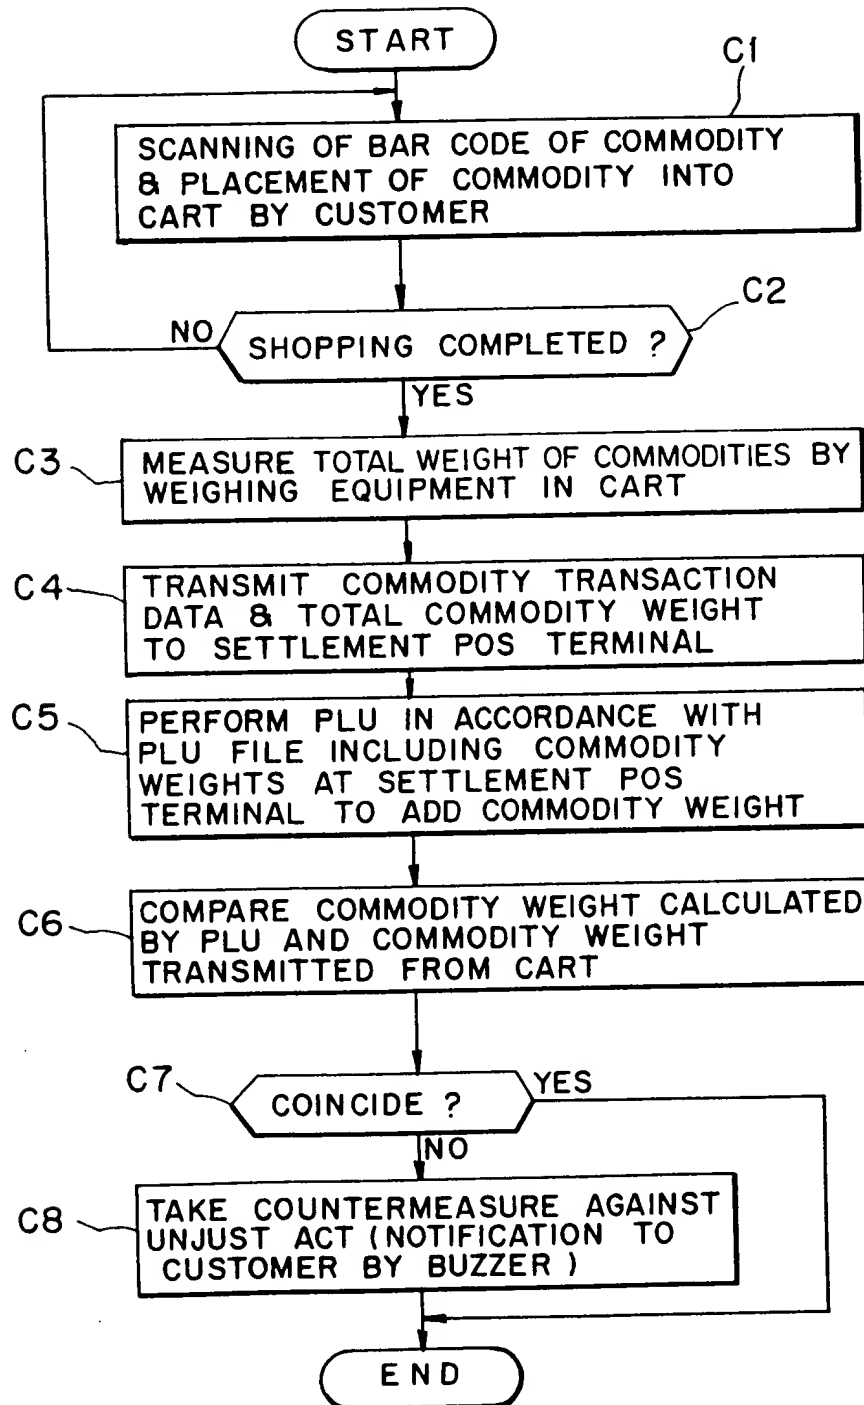 START
C1
SCANNING OF BAR CODE OF COMMODITY
& PLACEMENT OF COMMODITY INTO
CART BY CUSTOMER
C2
NO
SHOPPING COMPLETED ?
YES
C3
MEASURE TOTAL WEIGHT OF COMMODITIES BY
WEIGHING EQUIPMENT IN CART
C4
TRANSMIT COMMODITY TRANSACTION
DATA & TOTAL COMMODITY WEIGHT
TO SETTLEMENT POS TERMINAL
C5
PERFORM PLU IN ACCORDANCE WITH
PLU FILE INCLUDING COMMODITY
WEIGHTS AT SETTLEMENT POS
TERMINAL TO ADD COMMODITY WEIGHT
C6
COMPARE COMMODITY WEIGHT CALCULATED
BY PLU AND COMMODITY WEIGHT
TRANSMITTED FROM CART
C7
COINCIDE ?
YES
NO
C8
TAKE COUNTERMEASURE AGAINST
UNJUST ACT (NOTIFICATION TO
CUSTOMER BY BUZZER)
END